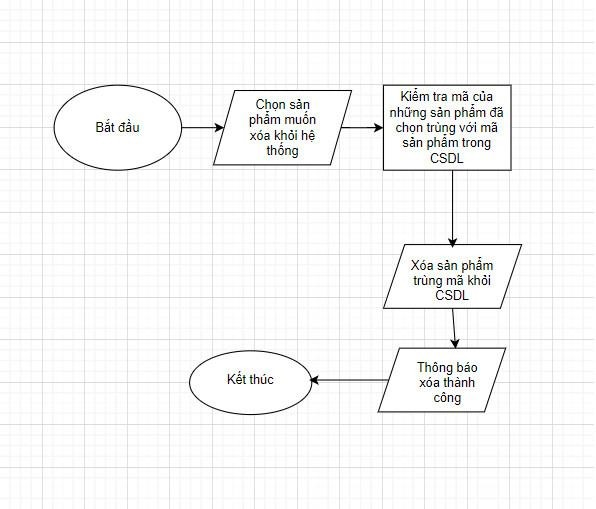 Bắt đầu
Chọn sản
phẩm muốn
xóa khỏi hệ
thống
Kiểm tra mã của
những sản phẩm đã
chọn trùng với mã
sản phẩm trong
CSDL
Xóa sản phẩm
trùng mã khỏi
CSDL
Thông báo
xóa thành
công
Kết thúc